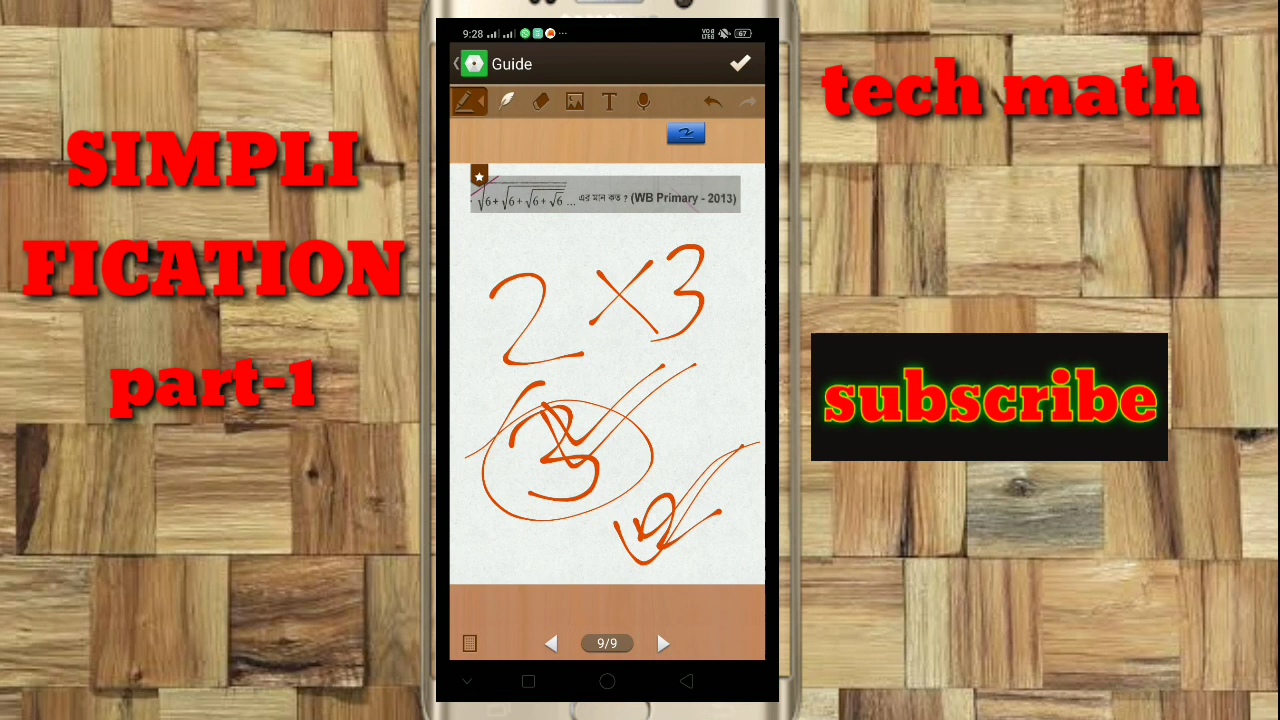 SIMPLI
FICATION
part-1
9:28
67
Guide
T
2
√6+√6+√6+√6 ... এর মান কত ? (WB Primary - 2013)
2 × 3
3
9/9
tech math
subscribe